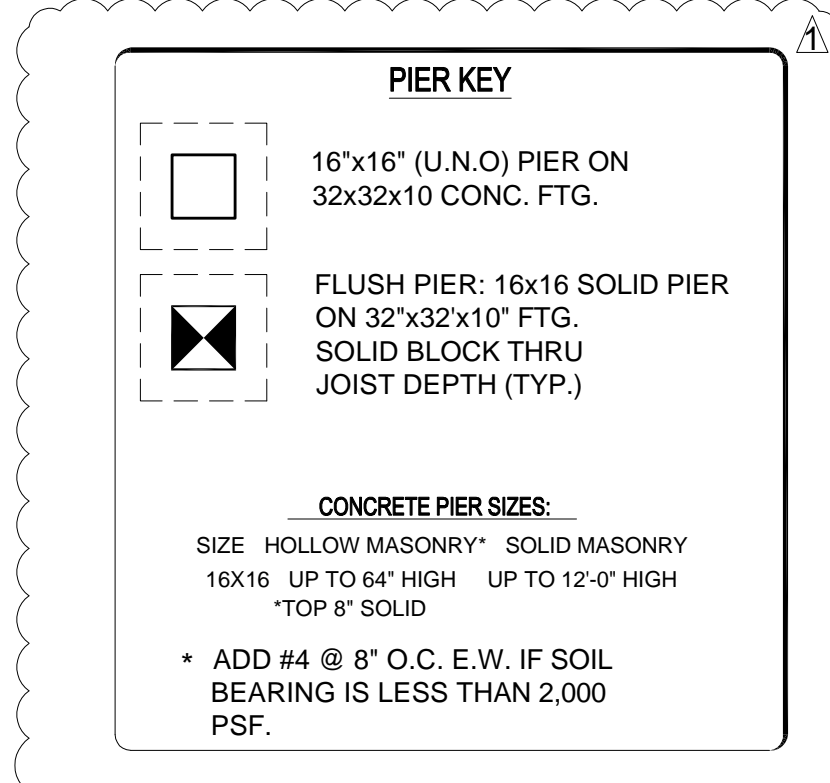 1
PIER KEY
16"x16" (U.N.O) PIER ON
32x32x10 CONC. FTG.
FLUSH PIER: 16x16 SOLID PIER
ON 32"x32'x10" FTG.
SOLID BLOCK THRU
JOIST DEPTH (TYP.)
CONCRETE PIER SIZES:
SIZE HOLLOW MASONRY* SOLID MASONRY
16X16 UP TO 64" HIGH UP TO 12'-0" HIGH
*TOP 8" SOLID
* ADD #4 @ 8" O.C. E.W. IF SOIL
BEARING IS LESS THAN 2,000
PSF.